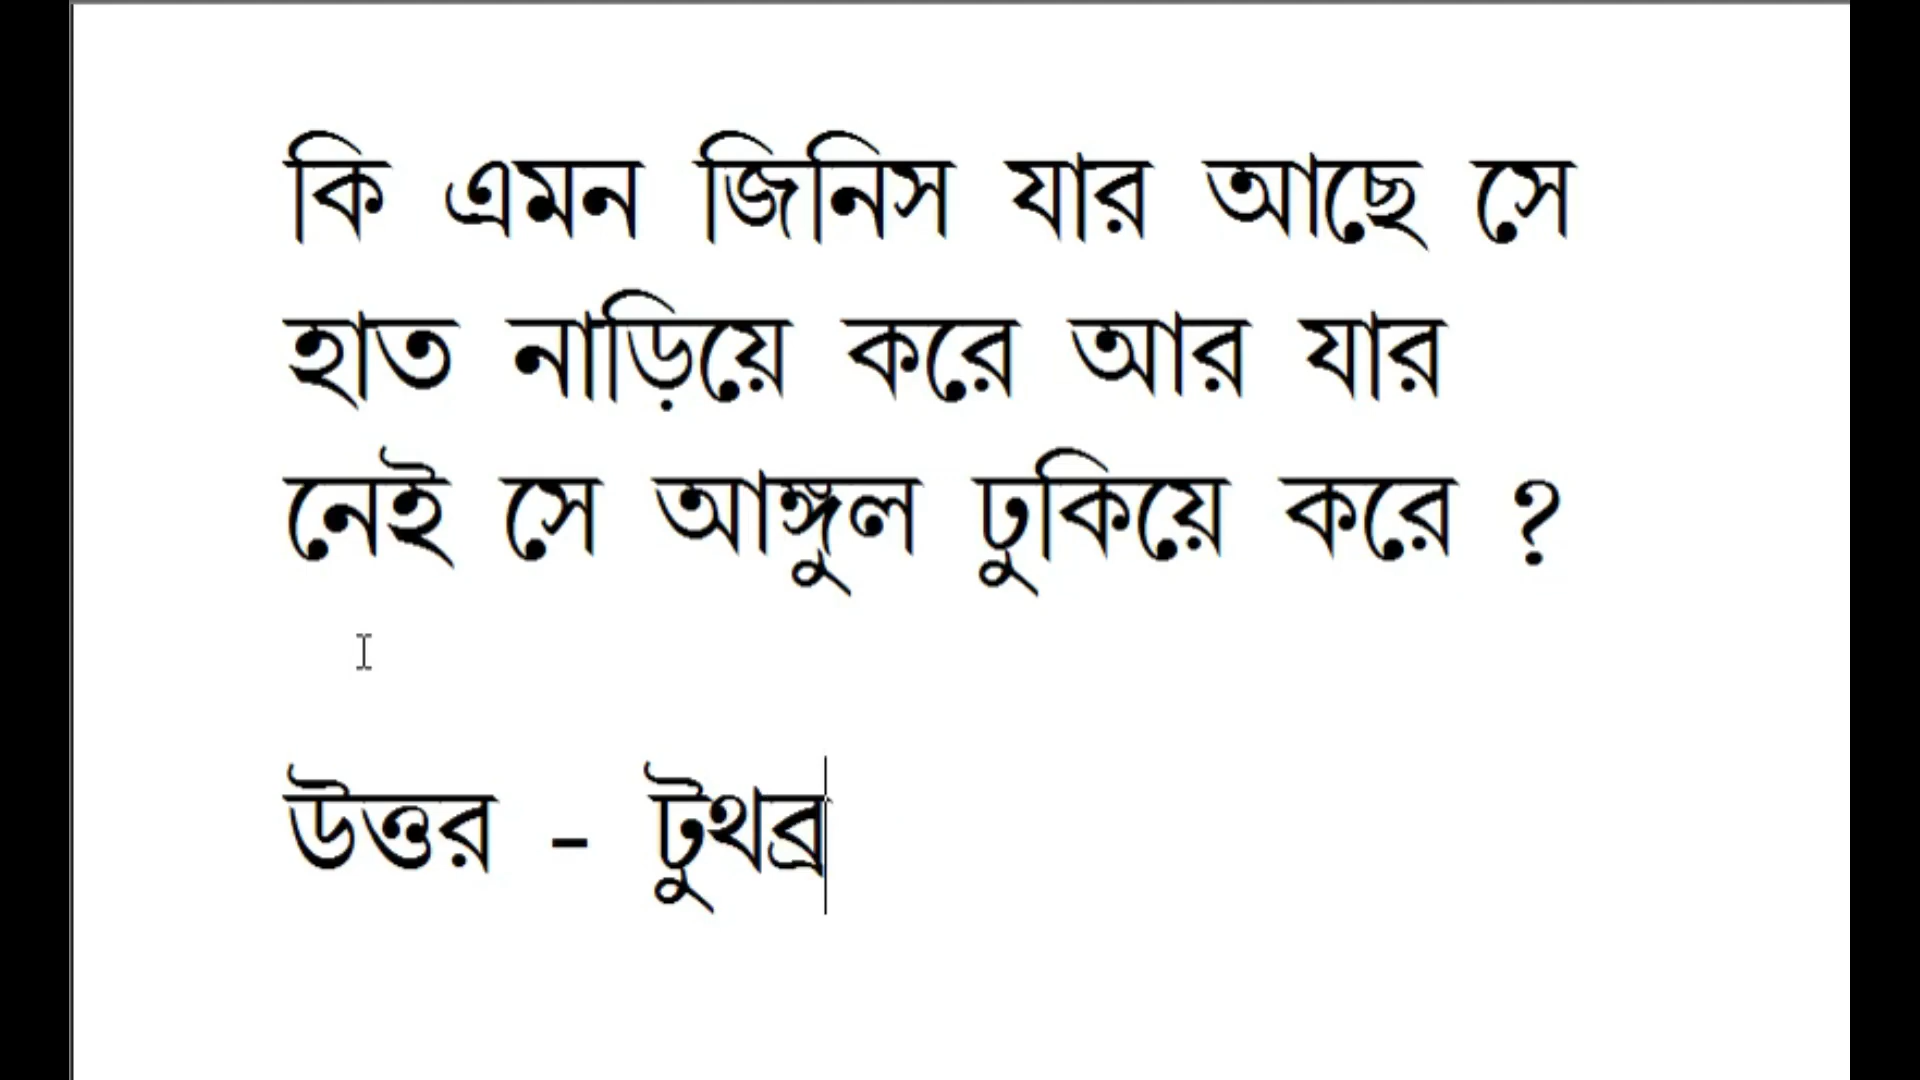 কি এমন জিনিস যার আছে সে
হাত নাড়িয়ে করে আর যার
নেই সে আঙ্গুল ঢুকিয়ে করে ?
উত্তর - টুথব্র